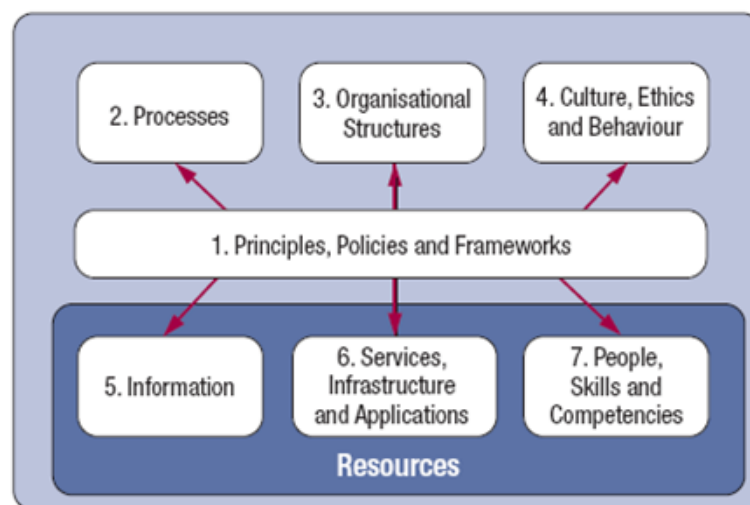 2. Processes
3. Organisational
Structures
4. Culture, Ethics
and Behaviour
1. Principles, Policies and Frameworks
5. Information
6. Services,
Infrastructure
and Applications
7. People,
Skills and
Competencies
Resources